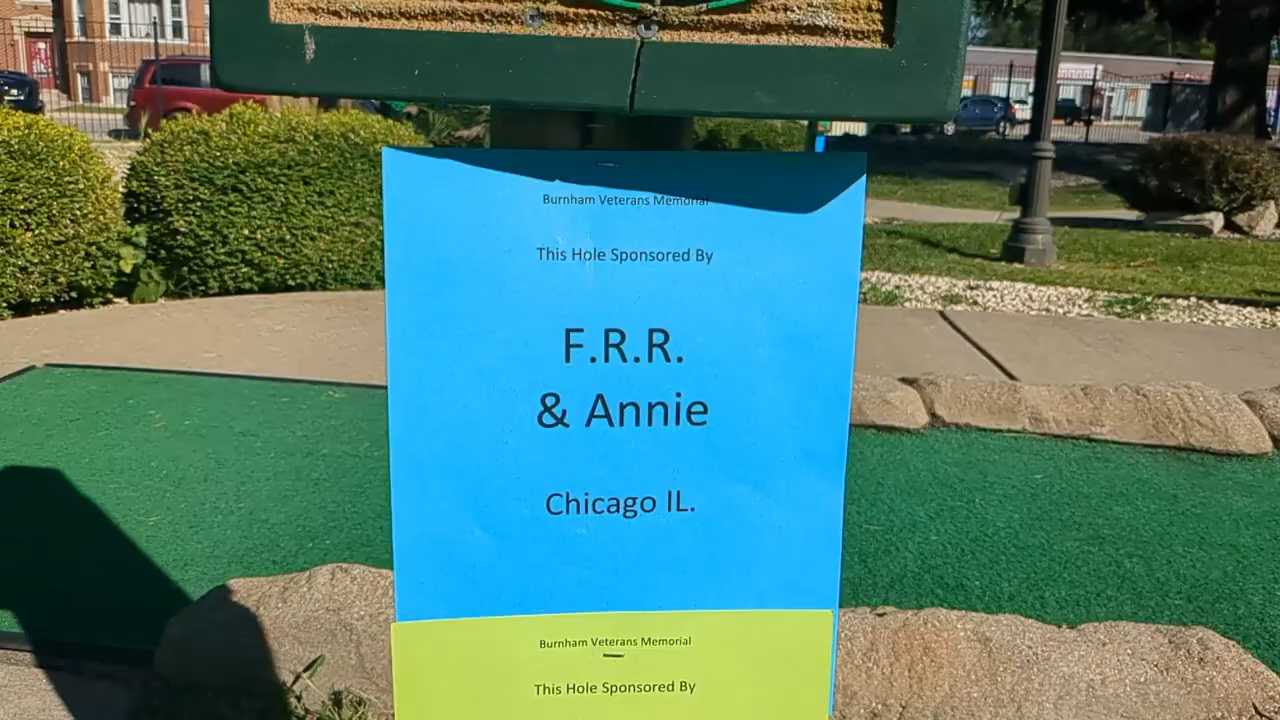 Burnham Veterans Memorial
This Hole Sponsored By
F.R.R.
& Annie
Chicago IL.
Burnham Veterans Memorial
This Hole Sponsored By